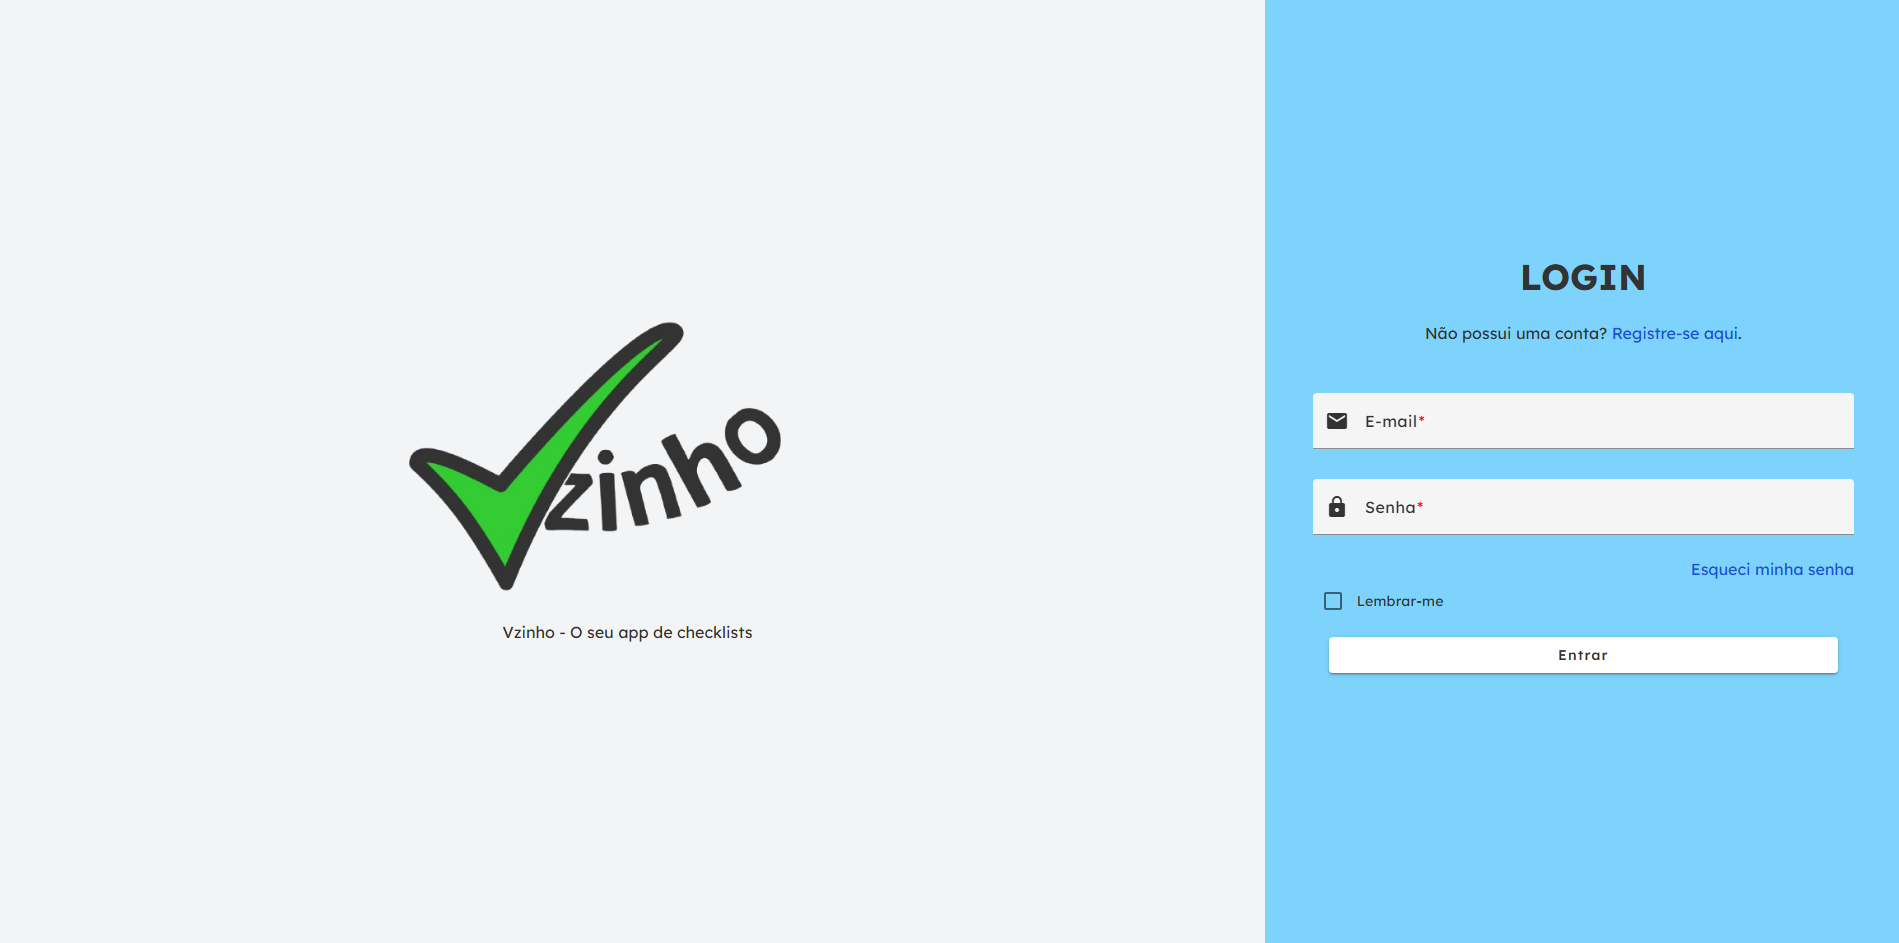 Vzinho
Vzinho - O seu app de checklists
LOGIN
Não possui uma conta? Registre-se aqui.
E-mail*
Senha*
Esqueci minha senha
Lembrar-me
Entrar